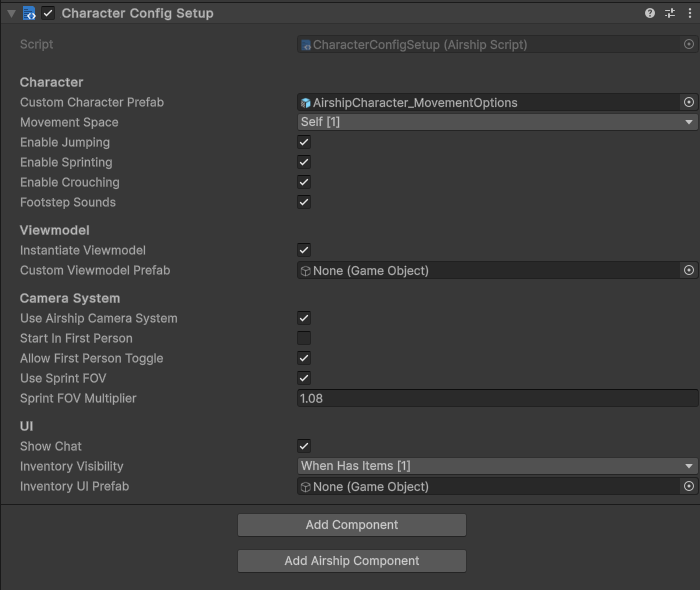 Character Config Setup
Script CharacterConfigSetup (Airship Script)
Character
Custom Character Prefab AirshipCharacter_MovementOptions
Movement Space Self [1]
Enable Jumping
Enable Sprinting
Enable Crouching
Footstep Sounds
Viewmodel
Instantiate Viewmodel
Custom Viewmodel Prefab None (Game Object)
Camera System
Use Airship Camera System
Start In First Person
Allow First Person Toggle
Use Sprint FOV
Sprint FOV Multiplier 1.08
UI
Show Chat
Inventory Visibility When Has Items [1]
Inventory UI Prefab None (Game Object)
Add Component
Add Airship Component